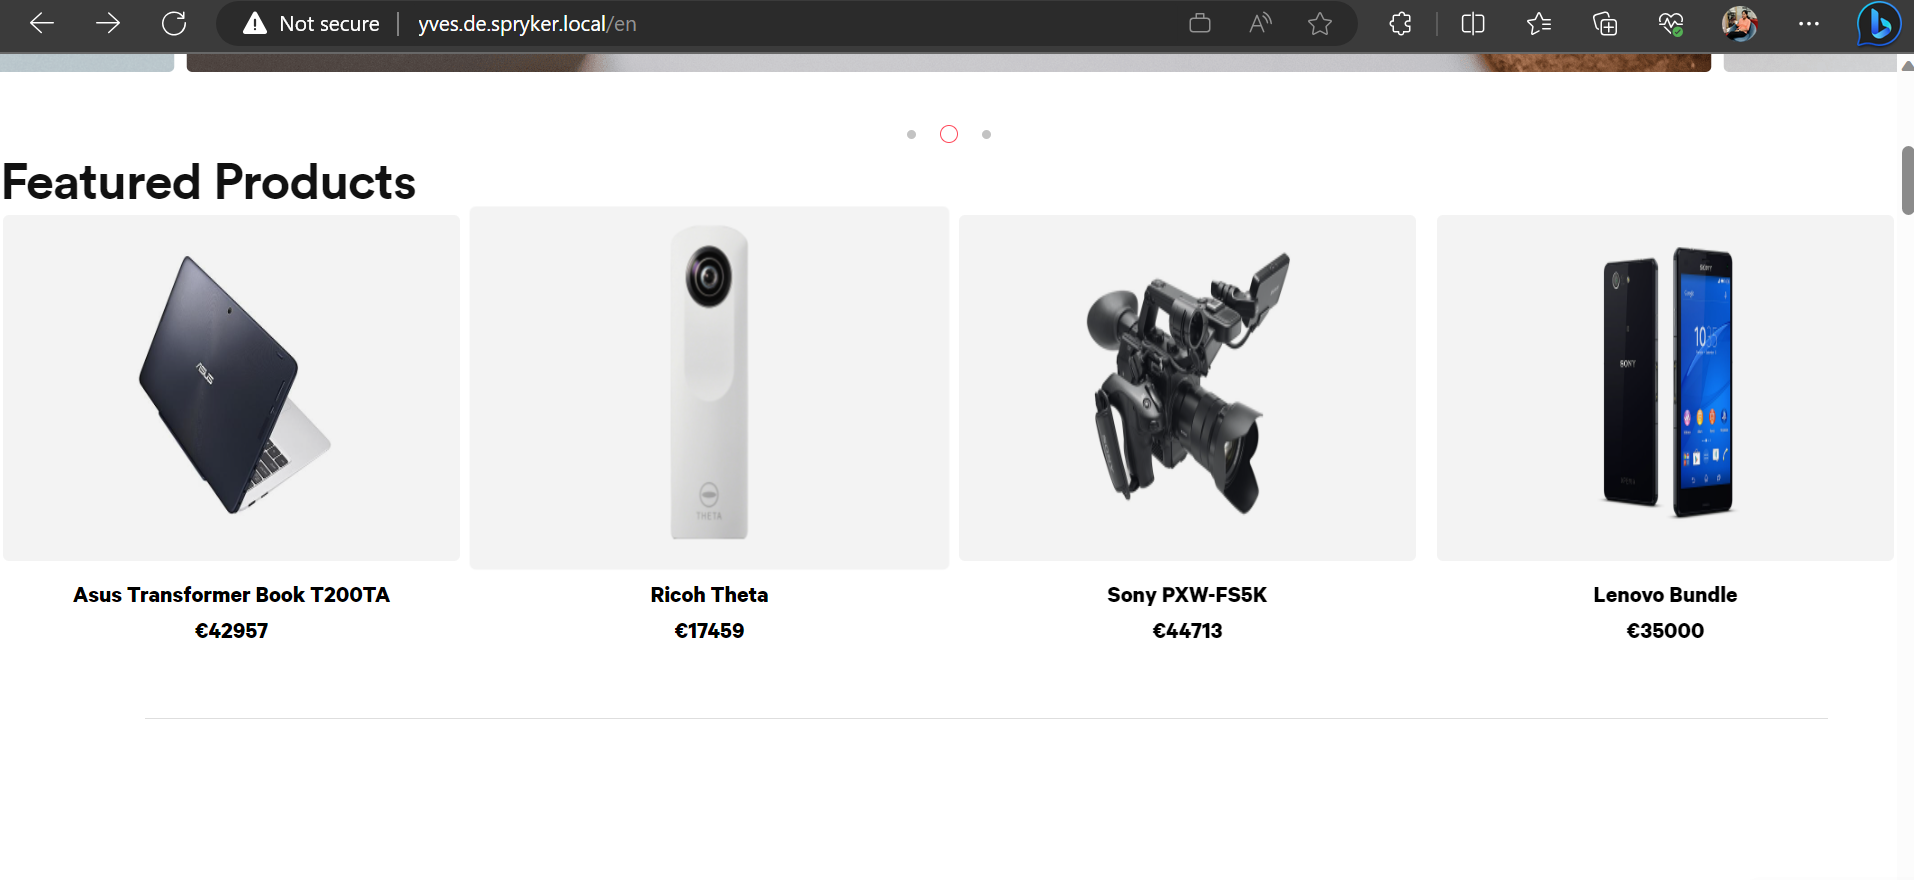 Not secure
yves.de.spryker.local/en
Featured Products
ASUS
THETA
SONY
SONY
Asus Transformer Book T200TA
Ricoh Theta
Sony PXW-FS5K
Lenovo Bundle
€42957
€17459
€44713
€35000